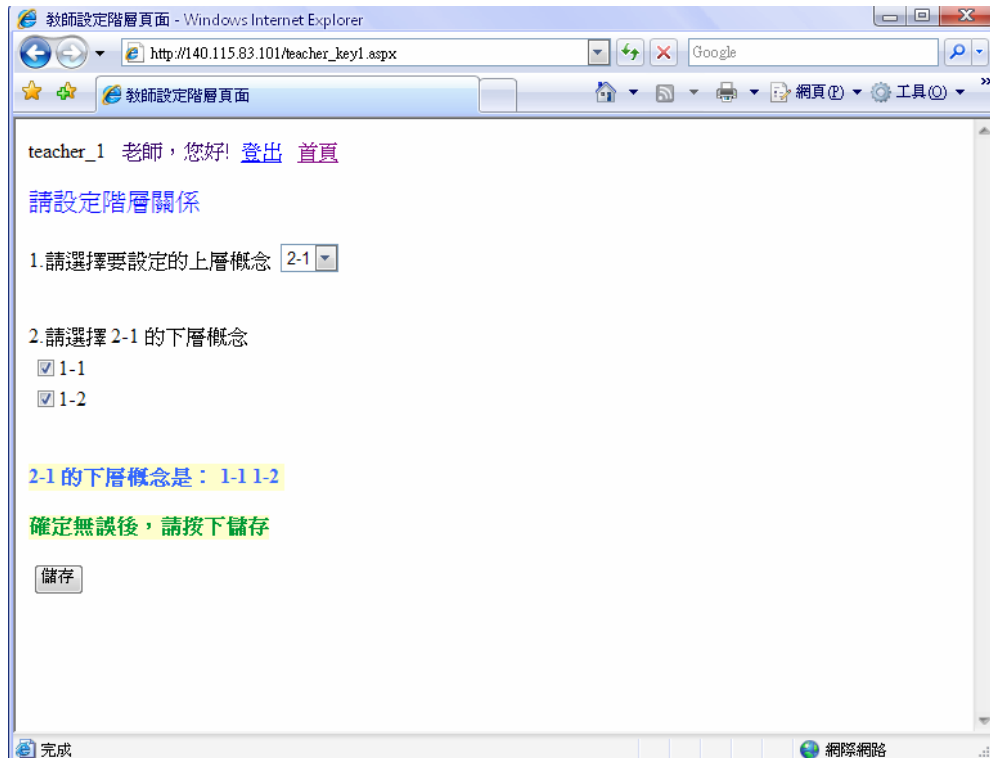 教師設定階層頁面 - Windows Internet Explorer
http://140.115.83.101/teacher_key1.aspx
Google
教師設定階層頁面
網頁(P)
工具(O)
teacher_1 老師，您好! 登出 首頁
請設定階層關係
1.請選擇要設定的上層概念 2-1
2.請選擇 2-1 的下層概念
1-1
1-2
2-1 的下層概念是： 1-1 1-2
確定無誤後，請按下儲存
儲存
完成
網際網路